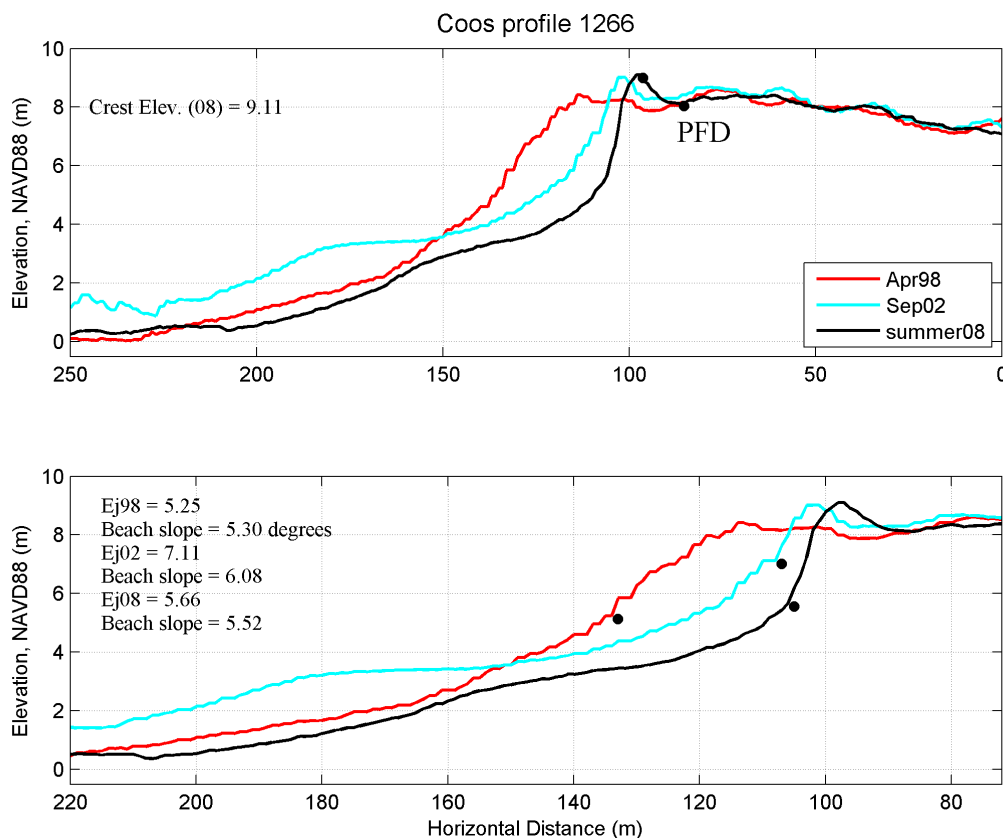 Coos profile 1266
10
8
6
4
2
0
Elevation, NAVD88 (m)
Crest Elev. (08) = 9.11
PFD
Apr98
Sep02
summer08
250
200
150
100
50
0
10
8
6
4
2
0
Elevation, NAVD88 (m)
Ej98 = 5.25
Beach slope = 5.30 degrees
Ej02 = 7.11
Beach slope = 6.08
Ej08 = 5.66
Beach slope = 5.52
220
200
180
160
140
120
100
80
Horizontal Distance (m)